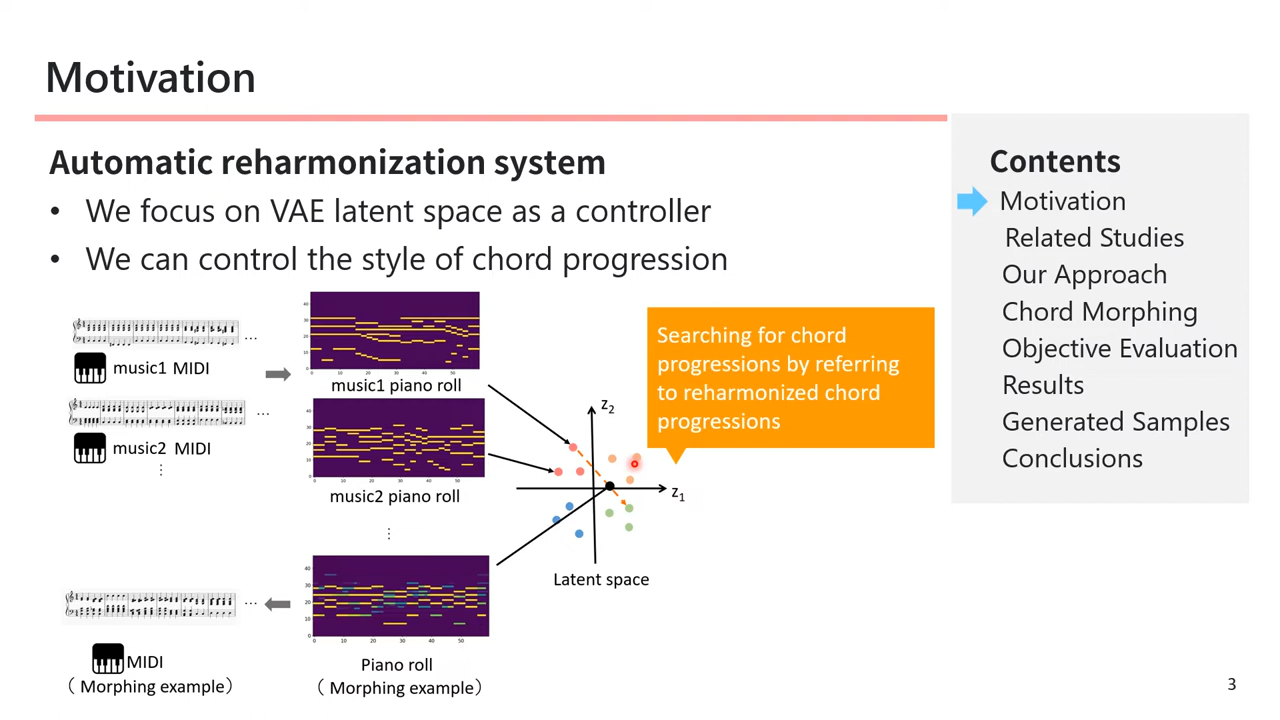 Motivation
Automatic reharmonization system
• We focus on VAE latent space as a controller
• We can control the style of chord progression
music1 MIDI
music2 MIDI
music1 piano roll
music2 piano roll
MIDI
( Morphing example)
Piano roll
( Morphing example)
z2
z1
Latent space
Searching for chord
progressions by referring
to reharmonized chord
progressions
Contents
Motivation
Related Studies
Our Approach
Chord Morphing
Objective Evaluation
Results
Generated Samples
Conclusions
3